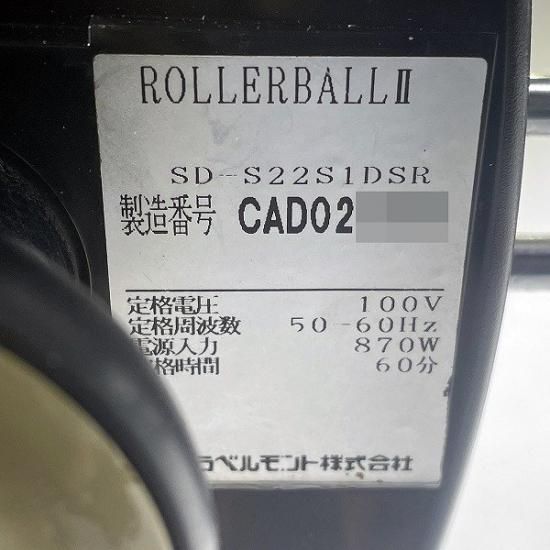 ROLLERBALLⅡ
SD-S22S1DSR
製造番号 CAD02
定格電圧 100V
定格周波数 50-60Hz
電源入力 870W
格時間 60分
ラベルモント株式会社